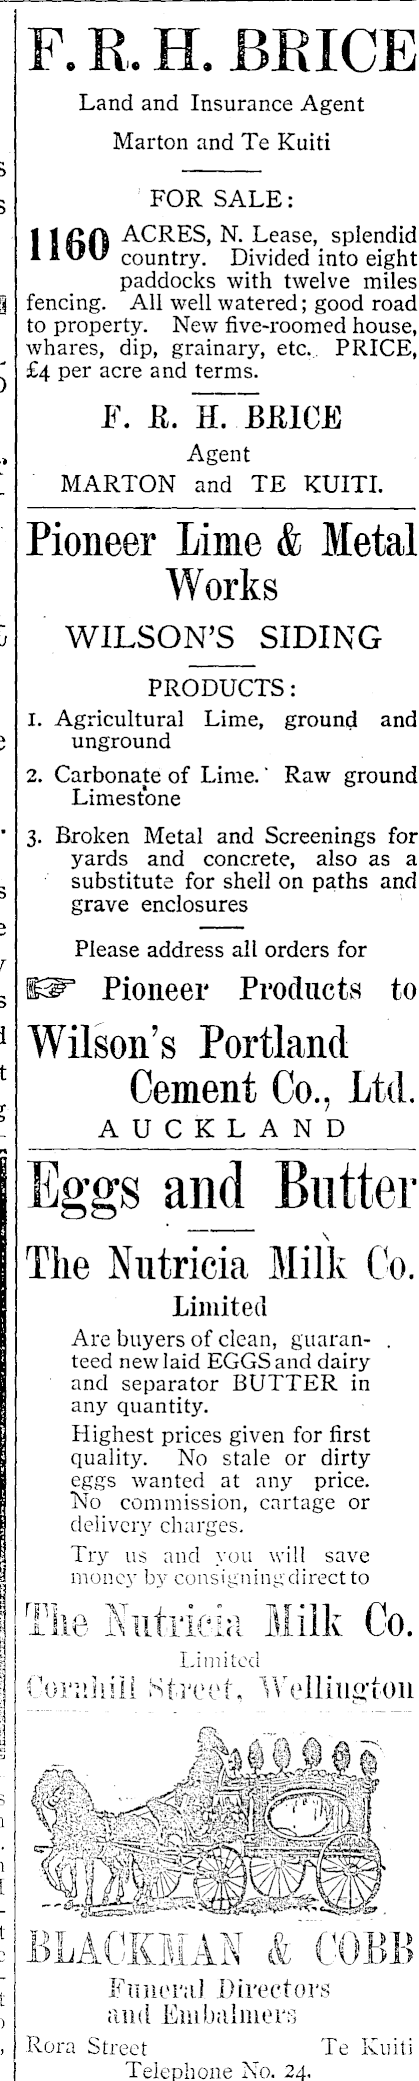 F. R. H. BRICE
Land and Insurance Agent
Marton and Te Kuiti
FOR SALE:
1160 ACRES, N. Lease, splendid
country. Divided into eight
paddocks with twelve miles
fencing. All well watered; good road
to property. New five-roomed house,
whares, dip, grainary, etc. PRICE,
£4 per acre and terms.
F. R. H. BRICE
Agent
MARTON and TE KUITI.
Pioneer Lime & Metal
Works
WILSON'S SIDING
PRODUCTS:
1. Agricultural Lime, ground and
unground
2. Carbonate of Lime. Raw ground
Limestone
3. Broken Metal and Screenings for
yards and concrete, also as a
substitute for shell on paths and
grave enclosures
Please address all orders for
☞ Pioneer Products to
Wilson's Portland
Cement Co., Ltd.
AUCKLAND
Eggs and Butter
The Nutricia Milk Co.
Limited
Are buyers of clean, guaran-
teed new laid EGGS and dairy
and separator BUTTER in
any quantity.
Highest prices given for first
quality. No stale or dirty
eggs wanted at any price.
No commission, cartage or
delivery charges.
Try us and you will save
money by consigning direct to
The Nutricia Milk Co.
Limited
Cornhill Street, Wellington
BLACKMAN & COBB
Funeral Directors
and Embalmers
Rora Street Te Kuiti
Telephone No. 24.